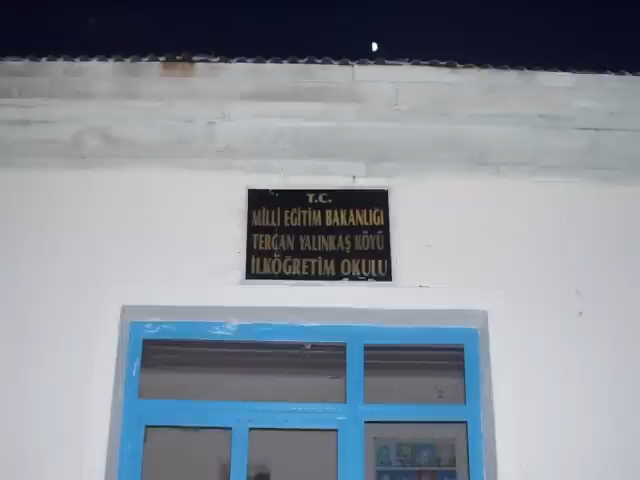 T.C.
MİLLİ EĞİTİM BAKANLIĞI
TERCAN YALINKAŞ KÖYÜ
İLKÖĞRETİM OKULU